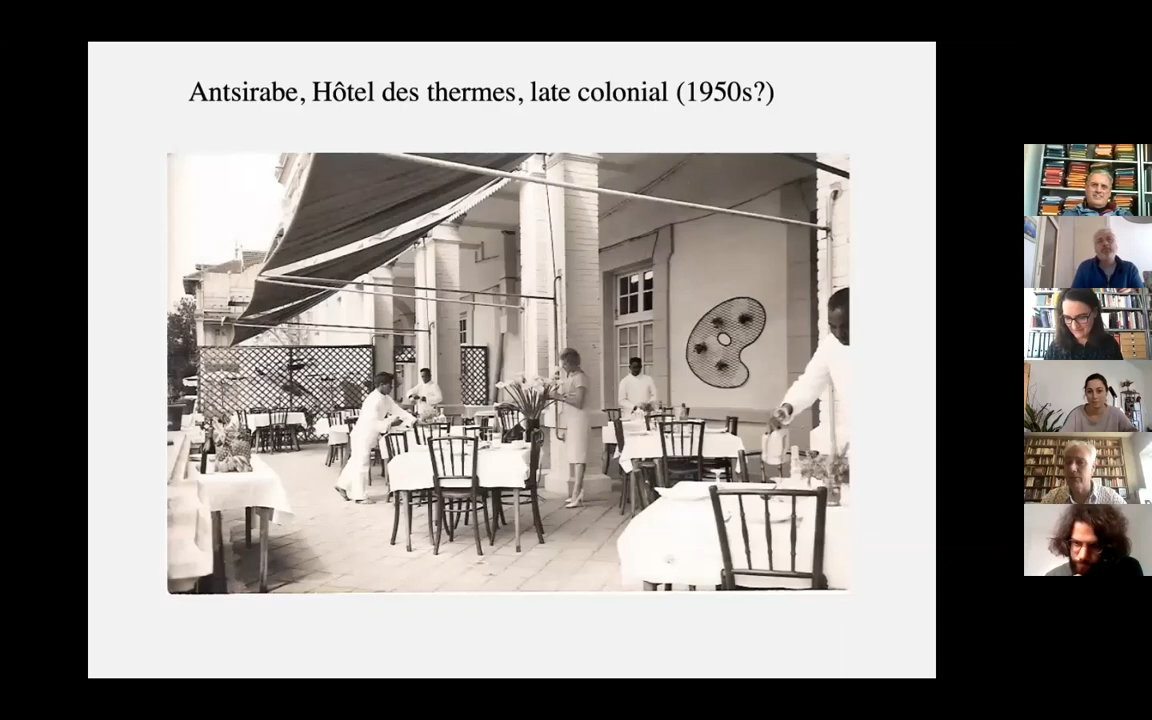 Antsirabe, Hôtel des thermes, late colonial (1950s?)